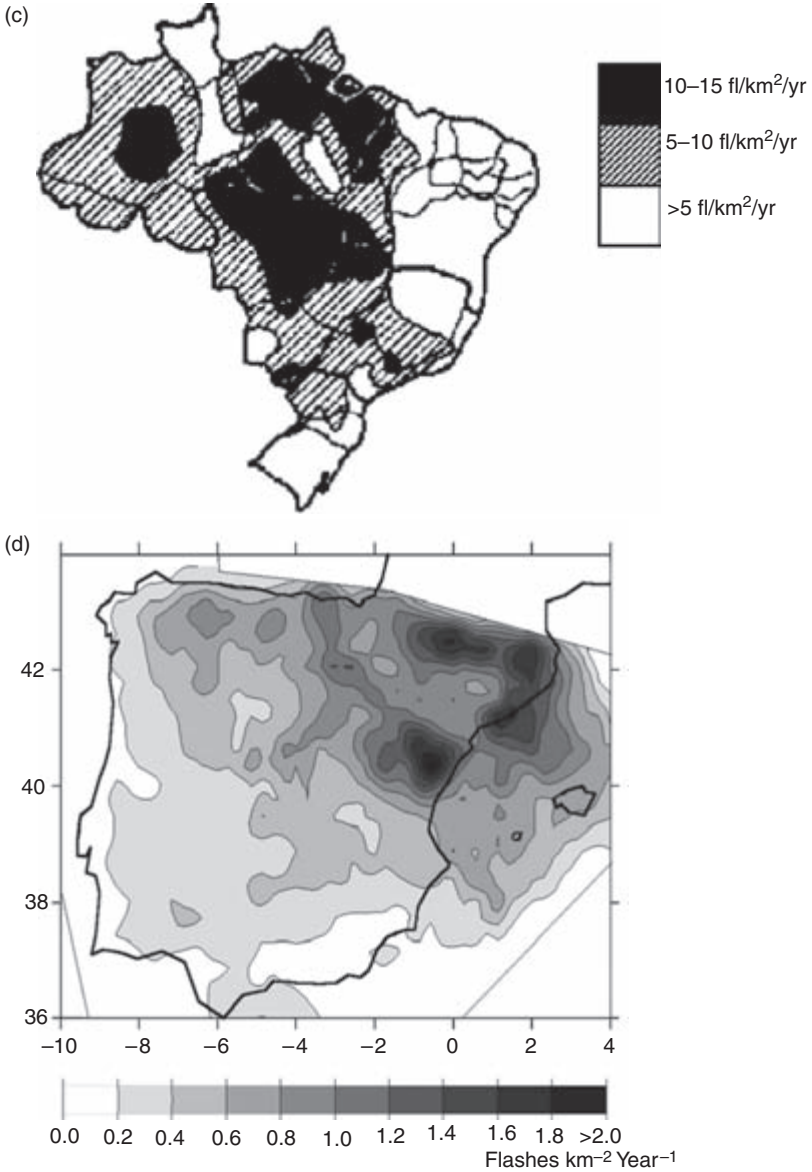 (c)
10–15 fl/km²/yr
5–10 fl/km²/yr
>5 fl/km²/yr
(d)
42
40
38
36
−10 −8 −6 −4 −2 0 2 4
0.0 0.2 0.4 0.6 0.8 1.0 1.2 1.4 1.6 1.8 >2.0
Flashes km⁻² Year⁻¹